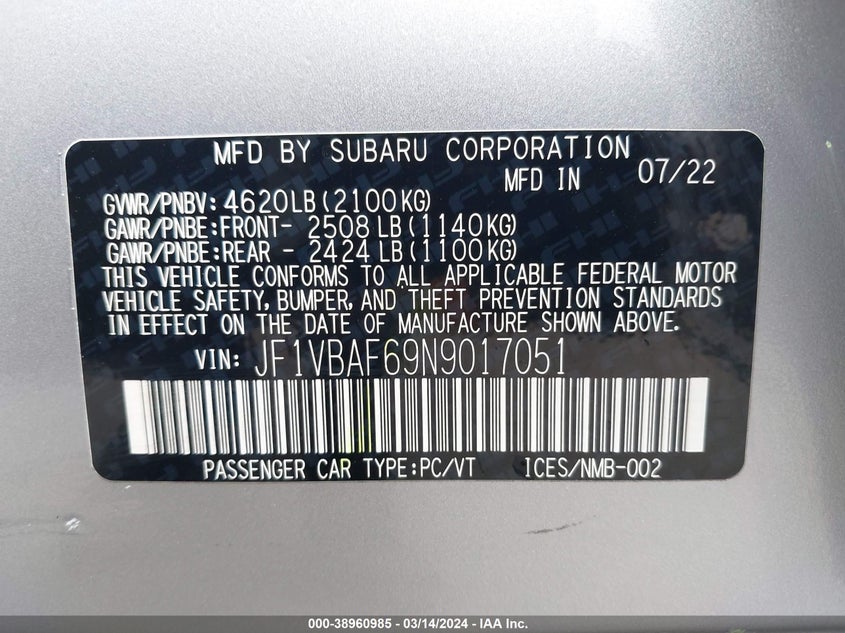 MFD BY SUBARU CORPORATION
MFD IN 07/22
GVWR/PNBV: 4620LB(2100KG)
GAWR/PNBE:FRONT- 2508 LB(1140KG)
GAWR/PNBE:REAR - 2424 LB(1100KG)
THIS VEHICLE CONFORMS TO ALL APPLICABLE FEDERAL MOTOR
VEHICLE SAFETY, BUMPER, AND THEFT PREVENTION STANDARDS
IN EFFECT ON THE DATE OF MANUFACTURE SHOWN ABOVE.
VIN: JF1VBAF69N9017051
PASSENGER CAR TYPE:PC/VT ICES/NMB-002
000-38960985 - 03/14/2024 - IAA Inc.